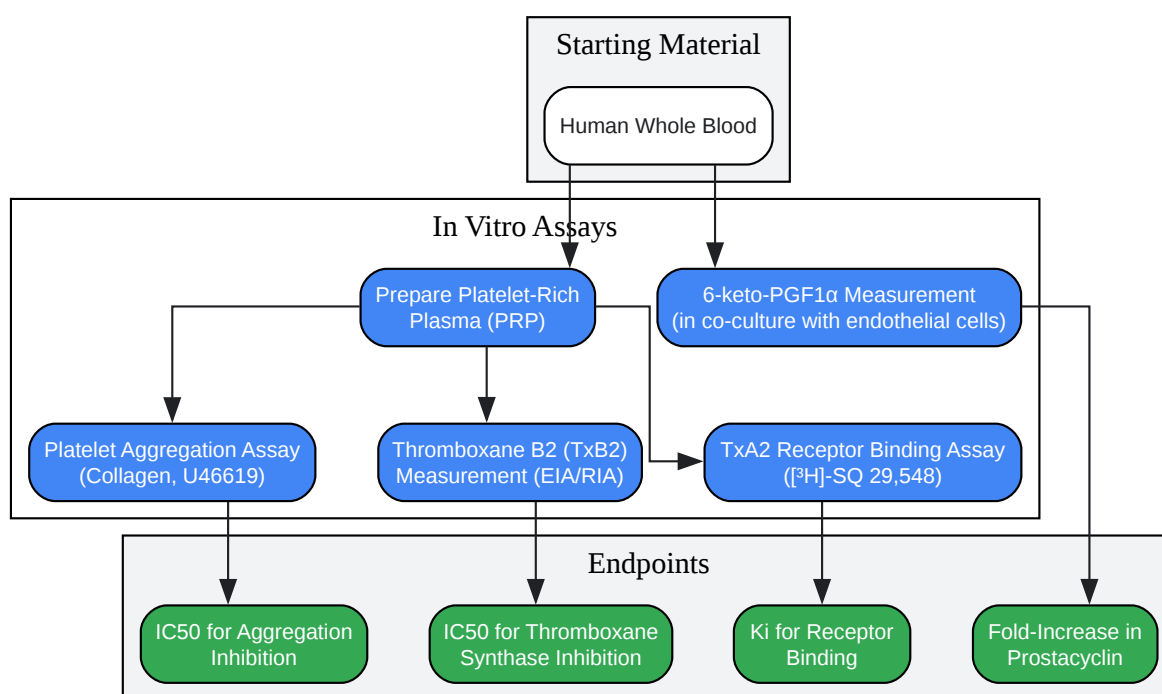 Starting Material
Human Whole Blood
In Vitro Assays
Prepare Platelet-Rich
Plasma (PRP)
6-keto-PGF1α Measurement
(in co-culture with endothelial cells)
Platelet Aggregation Assay
(Collagen, U46619)
Thromboxane B2 (TxB2)
Measurement (EIA/RIA)
TxA2 Receptor Binding Assay
([³H]-SQ 29,548)
Endpoints
IC50 for Aggregation
Inhibition
IC50 for Thromboxane
Synthase Inhibition
Ki for Receptor
Binding
Fold-Increase in
Prostacyclin